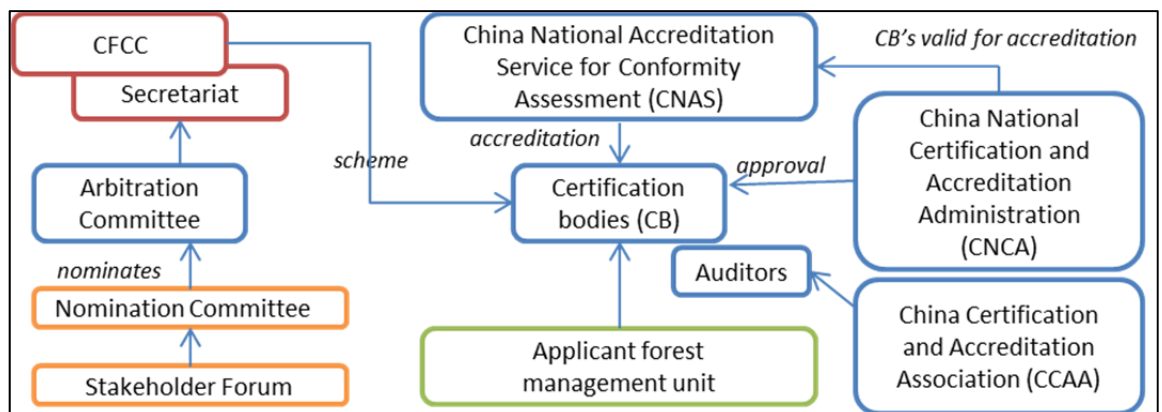 CFCC
Secretariat
Arbitration
Committee
nominates
Nomination Committee
Stakeholder Forum
scheme
China National Accreditation
Service for Conformity
Assessment (CNAS)
accreditation
Certification
bodies (CB)
Auditors
Applicant forest
management unit
CB's valid for accreditation
approval
China National
Certification and
Accreditation
Administration
(CNCA)
China Certification
and Accreditation
Association (CCAA)